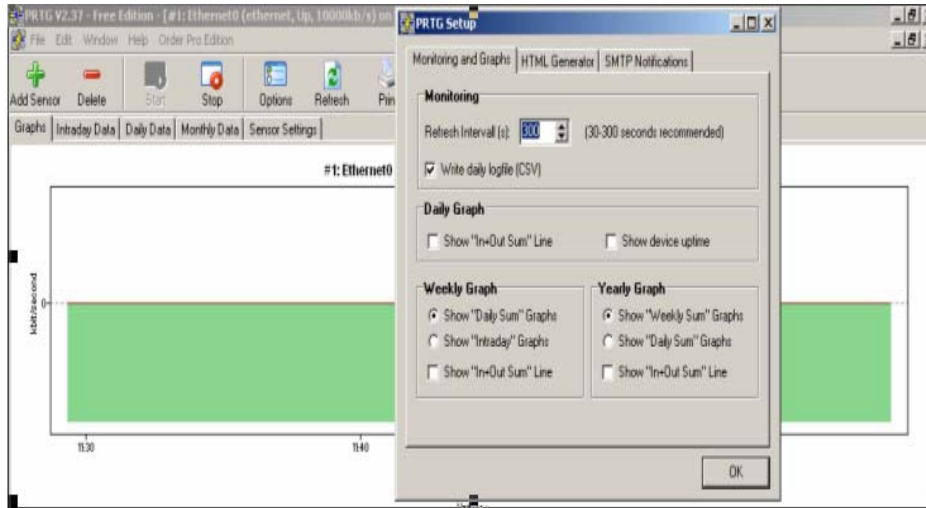 PRTG V2.37 - Free Edition - [#1: Ethernet0 (ethernet, Up, 10000kb/s) on
File Edit Window Help Order Pro Edition
Add Sensor Delete Start Stop Options Refresh Prin
Graphs Intraday Data Daily Data Monthly Data Sensor Settings
#1: Ethernet0
kbit/second
0
11:30 11:40
PRTG Setup
Monitoring and Graphs HTML Generator SMTP Notifications
Monitoring
Refresh Interval (s): 300 (30-300 seconds recommended)
Write daily logfile (CSV)
Daily Graph
Show "In+Out Sum" Line Show device uptime
Weekly Graph
Show "Daily Sum" Graphs
Show "Intraday" Graphs
Show "In+Out Sum" Line
Yearly Graph
Show "Weekly Sum" Graphs
Show "Daily Sum" Graphs
Show "In+Out Sum" Line
OK